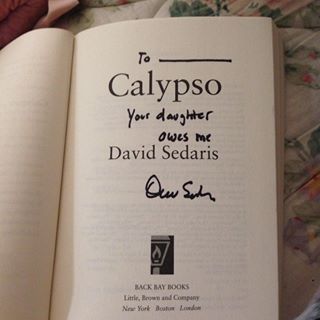 To
Calypso
Your daughter
owes me
David Sedaris
BACK BAY BOOKS
Little, Brown and Company
New York Boston London